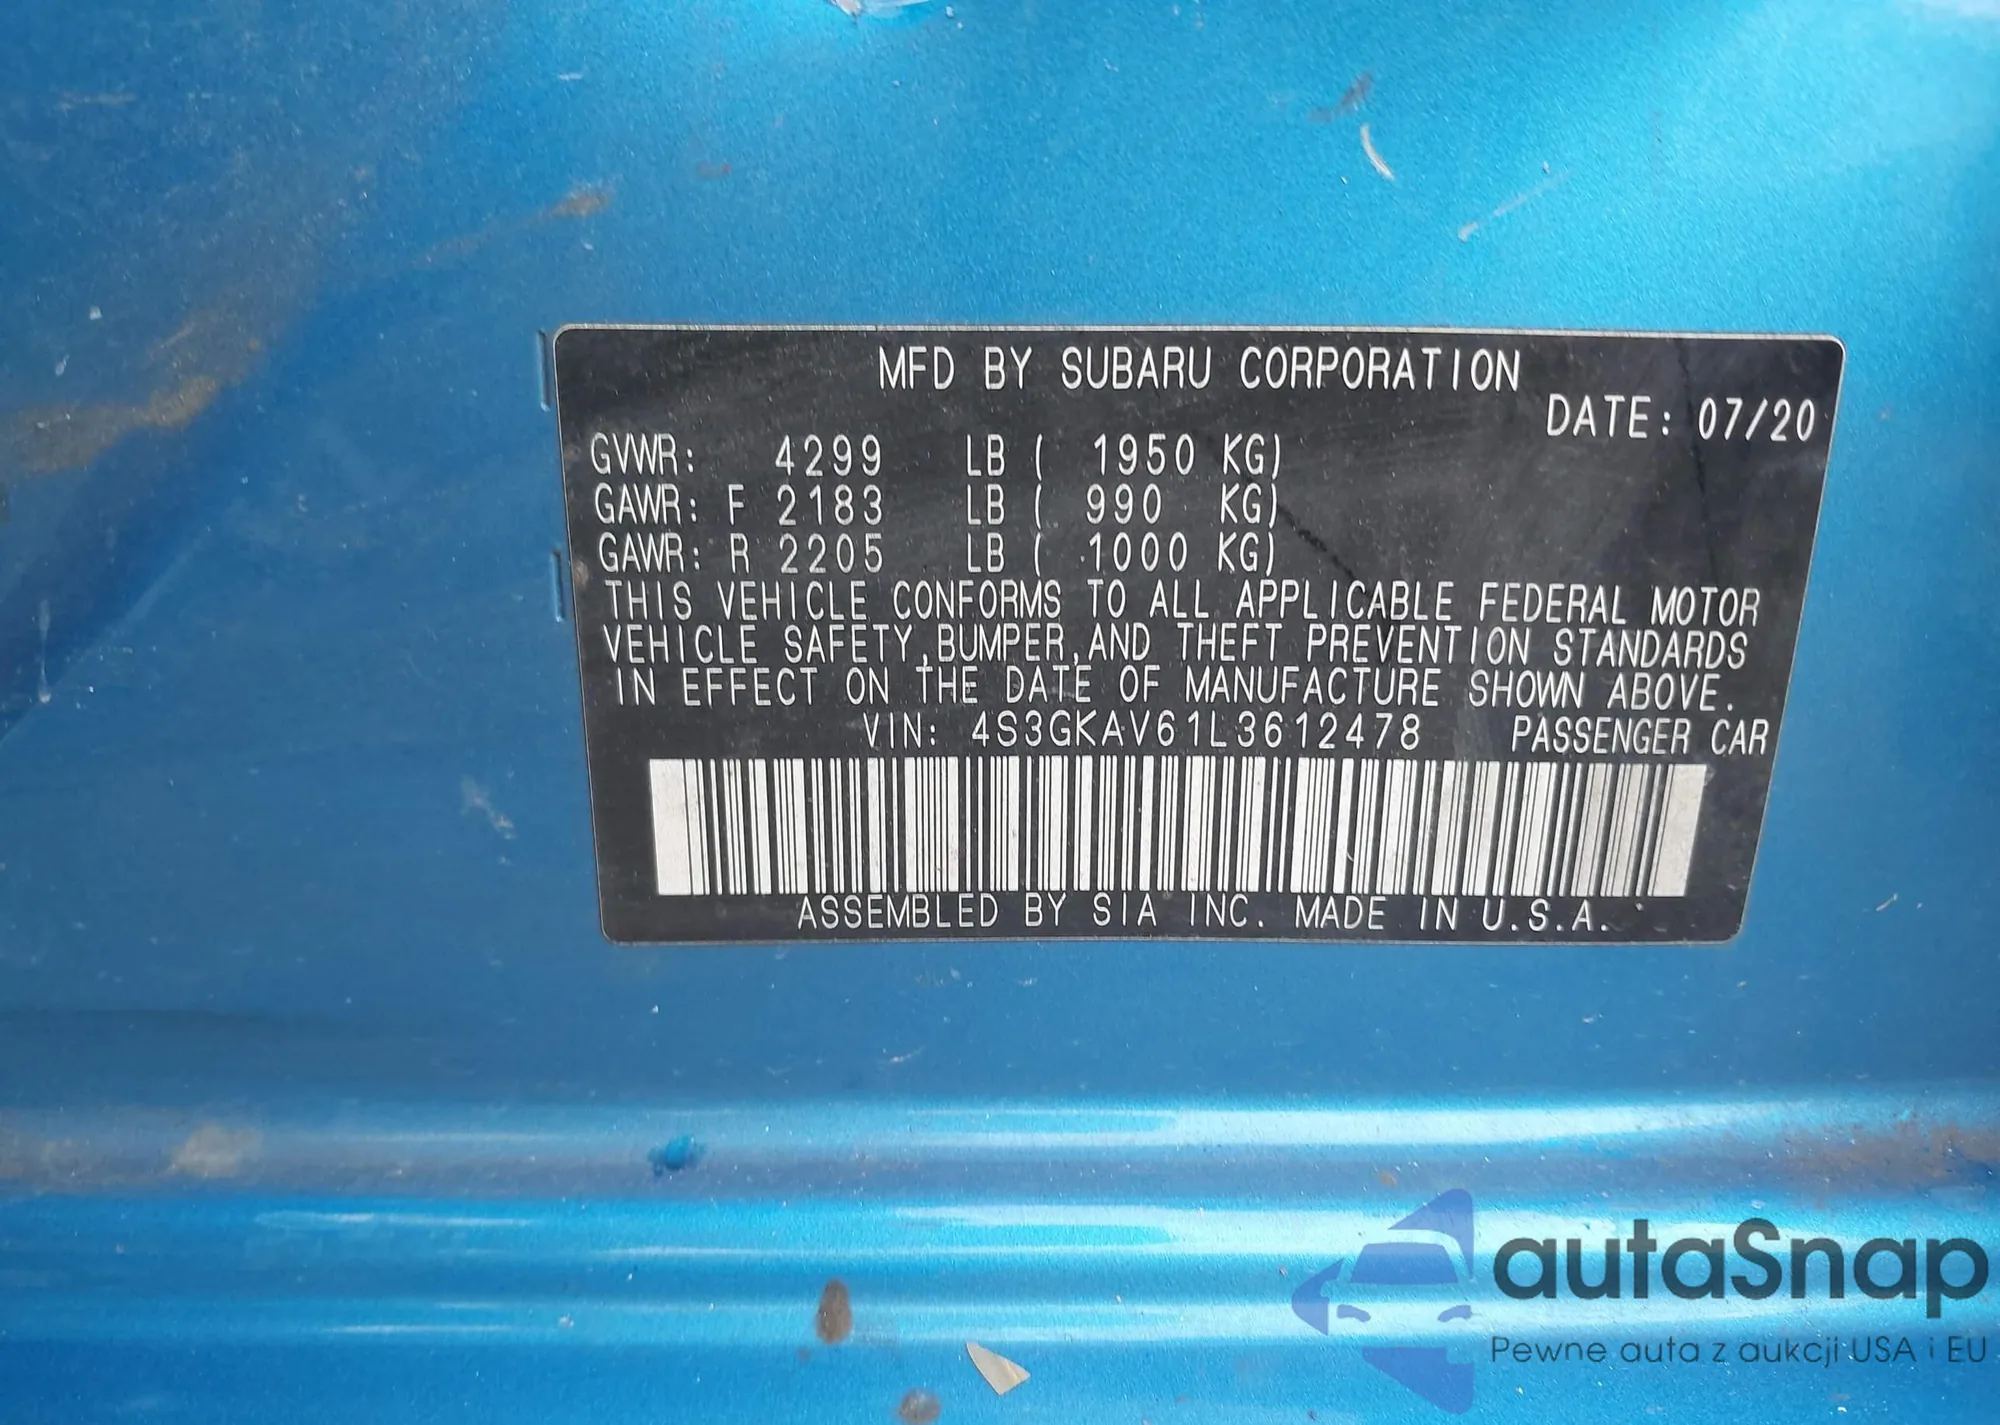 MFD BY SUBARU CORPORATION
DATE: 07/20
GVWR: 4299 LB ( 1950 KG)
GAWR: F 2183 LB ( 990 KG)
GAWR: R 2205 LB ( 1000 KG)
THIS VEHICLE CONFORMS TO ALL APPLICABLE FEDERAL MOTOR
VEHICLE SAFETY,BUMPER,AND THEFT PREVENTION STANDARDS
IN EFFECT ON THE DATE OF MANUFACTURE SHOWN ABOVE.
VIN: 4S3GKAV61L3612478 PASSENGER CAR
ASSEMBLED BY SIA INC. MADE IN U.S.A.
autaSnap
Pewne auta z aukcji USA i EU